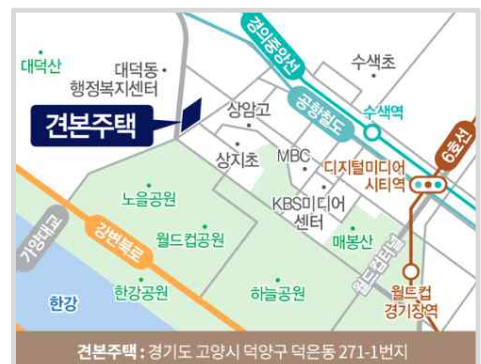 대덕산
대덕동
행정복지센터
경의중앙선
수색초
견본주택
상암고
공항철도
수색역
6호선
상지초
MBC
디지털미디어
시티역
노을공원
KBS미디어
센터
가양대교
강변북로
월드컵공원
매봉산
월드컵터널
한강
한강공원
하늘공원
월드컵
경기장역
견본주택 : 경기도 고양시 덕양구 덕은동 271-1번지